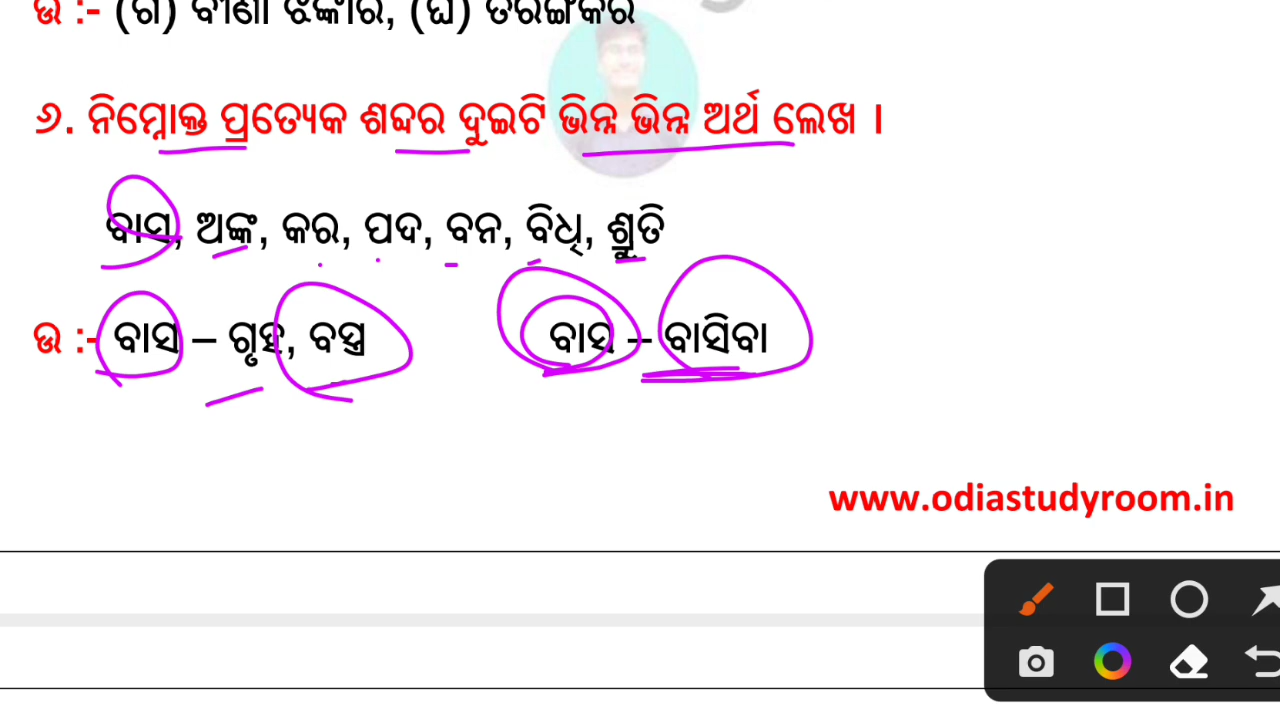 ଉ :- (ଗ) ବୀଣା ଝଙ୍କାର, (ଘ) ତରଙ୍ଗକର
୬. ନିମ୍ନୋକ୍ତ ପ୍ରତ୍ୟେକ ଶବ୍ଦର ଦୁଇଟି ଭିନ୍ନ ଭିନ୍ନ ଅର୍ଥ ଲେଖ ।
ବାସ, ଅଙ୍କ, କର, ପଦ, ବନ, ବିଧି, ଶ୍ରୁତି
ଉ :- ବାସ – ଗୃହ, ବସ୍ତ୍ର ବାସ – ବାସିବା
www.odiastudyroom.in